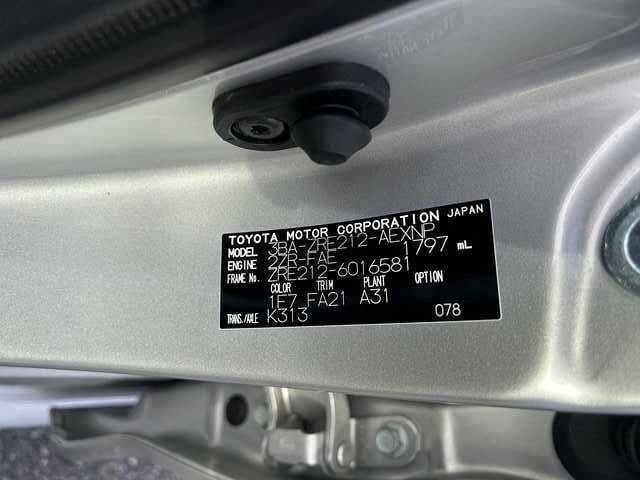 TOYOTA MOTOR CORPORATION JAPAN
MODEL 3BA-ZRE212-AEXNP
ENGINE 2ZR-FAE 1797 mL
FRAME No. ZRE212-6016581
COLOR TRIM PLANT OPTION
1E7 FA21 A31
TRANS./AXLE K313 078